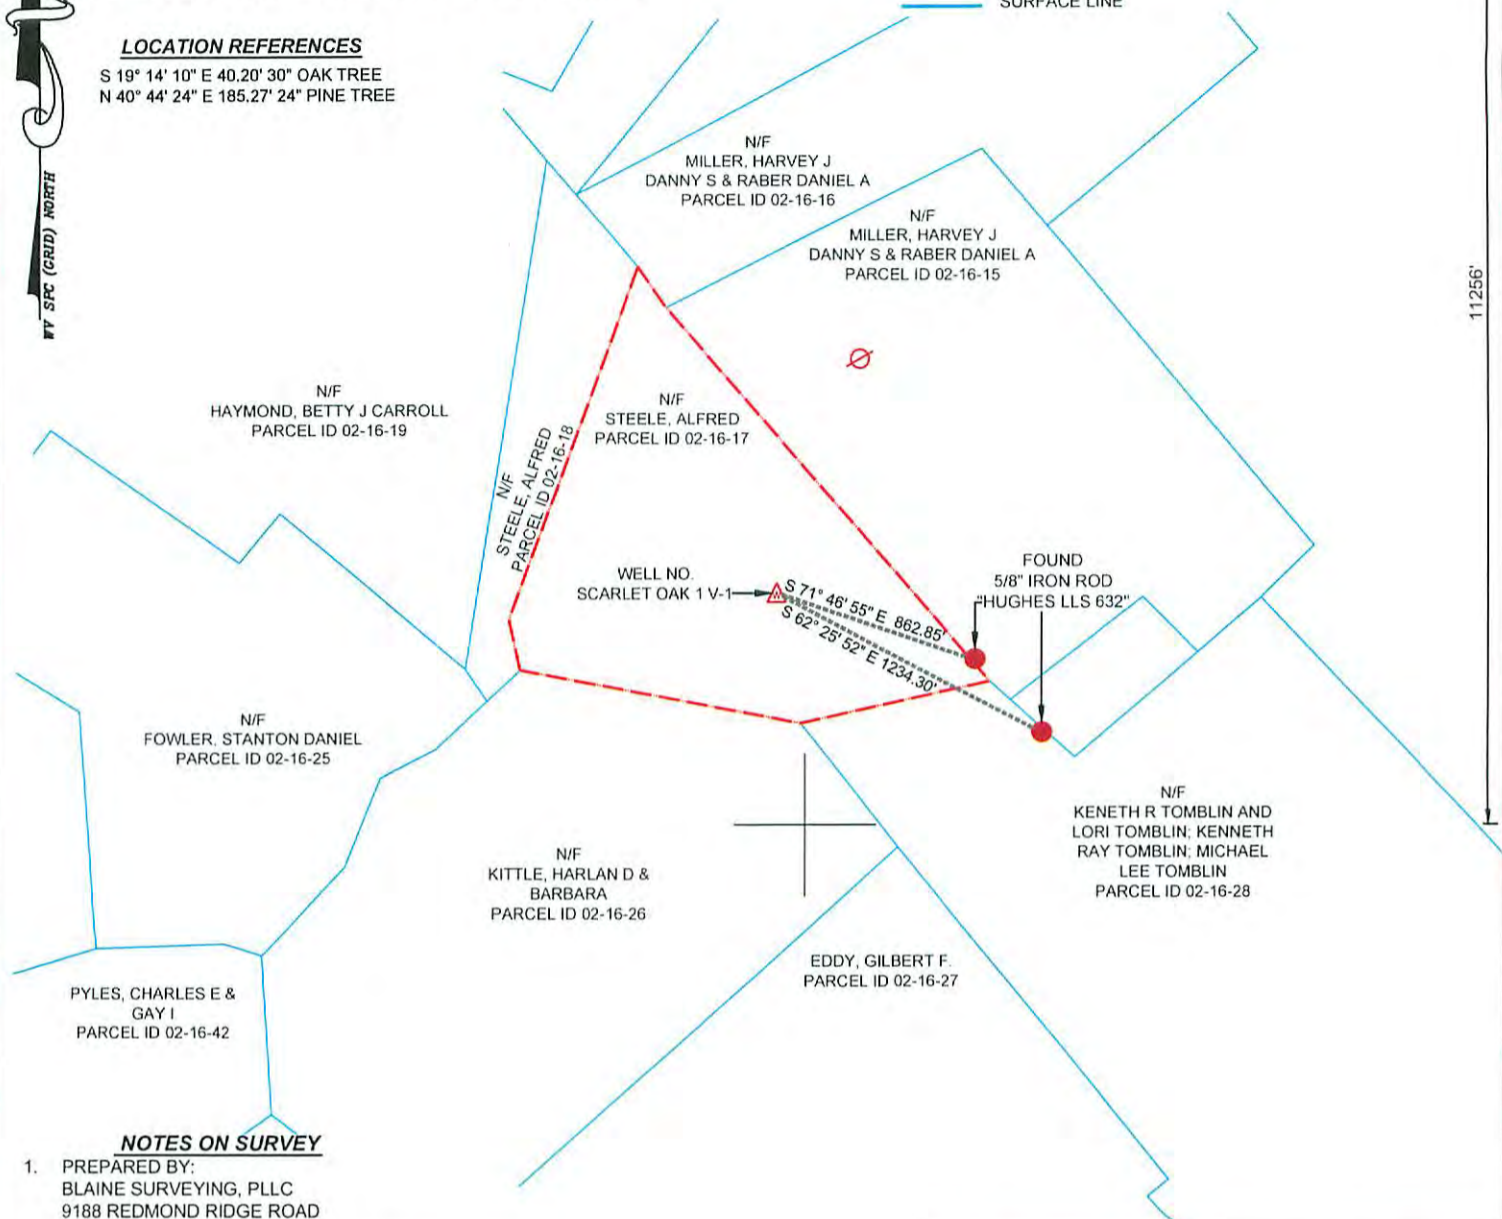 SURFACE LINE
LOCATION REFERENCES
S 19° 14' 10" E 40.20' 30" OAK TREE
N 40° 44' 24" E 185.27' 24" PINE TREE
WV SPC (GRID) NORTH
N/F
MILLER, HARVEY J
DANNY S & RABER DANIEL A
PARCEL ID 02-16-16
N/F
MILLER, HARVEY J
DANNY S & RABER DANIEL A
PARCEL ID 02-16-15
11256'
N/F
HAYMOND, BETTY J CARROLL
PARCEL ID 02-16-19
N/F
STEELE, ALFRED
PARCEL ID 02-16-17
N/F
STEELE, ALFRED
PARCEL ID 02-16-18
WELL NO.
SCARLET OAK 1 V-1
S 71° 46' 55" E 862.85'
S 62° 25' 52" E 1234.30'
FOUND
5/8" IRON ROD
"HUGHES LLS 632"
N/F
FOWLER, STANTON DANIEL
PARCEL ID 02-16-25
N/F
KITTLE, HARLAN D &
BARBARA
PARCEL ID 02-16-26
N/F
KENETH R TOMBLIN AND
LORI TOMBLIN; KENNETH
RAY TOMBLIN; MICHAEL
LEE TOMBLIN
PARCEL ID 02-16-28
EDDY, GILBERT F.
PARCEL ID 02-16-27
PYLES, CHARLES E &
GAY I
PARCEL ID 02-16-42
NOTES ON SURVEY
1. PREPARED BY:
BLAINE SURVEYING, PLLC
9188 REDMOND RIDGE ROAD